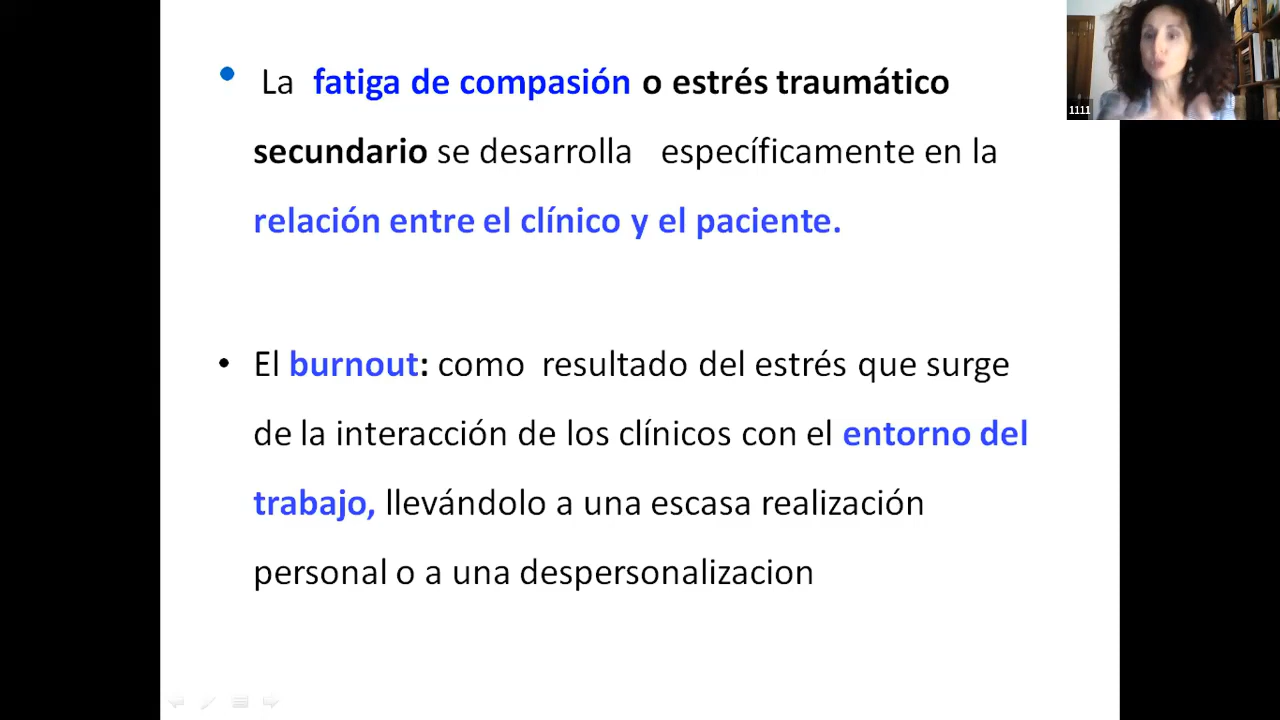 • La fatiga de compasión o estrés traumático
secundario se desarrolla específicamente en la
relación entre el clínico y el paciente.
• El burnout: como resultado del estrés que surge
de la interacción de los clínicos con el entorno del
trabajo, llevándolo a una escasa realización
personal o a una despersonalizacion
1111